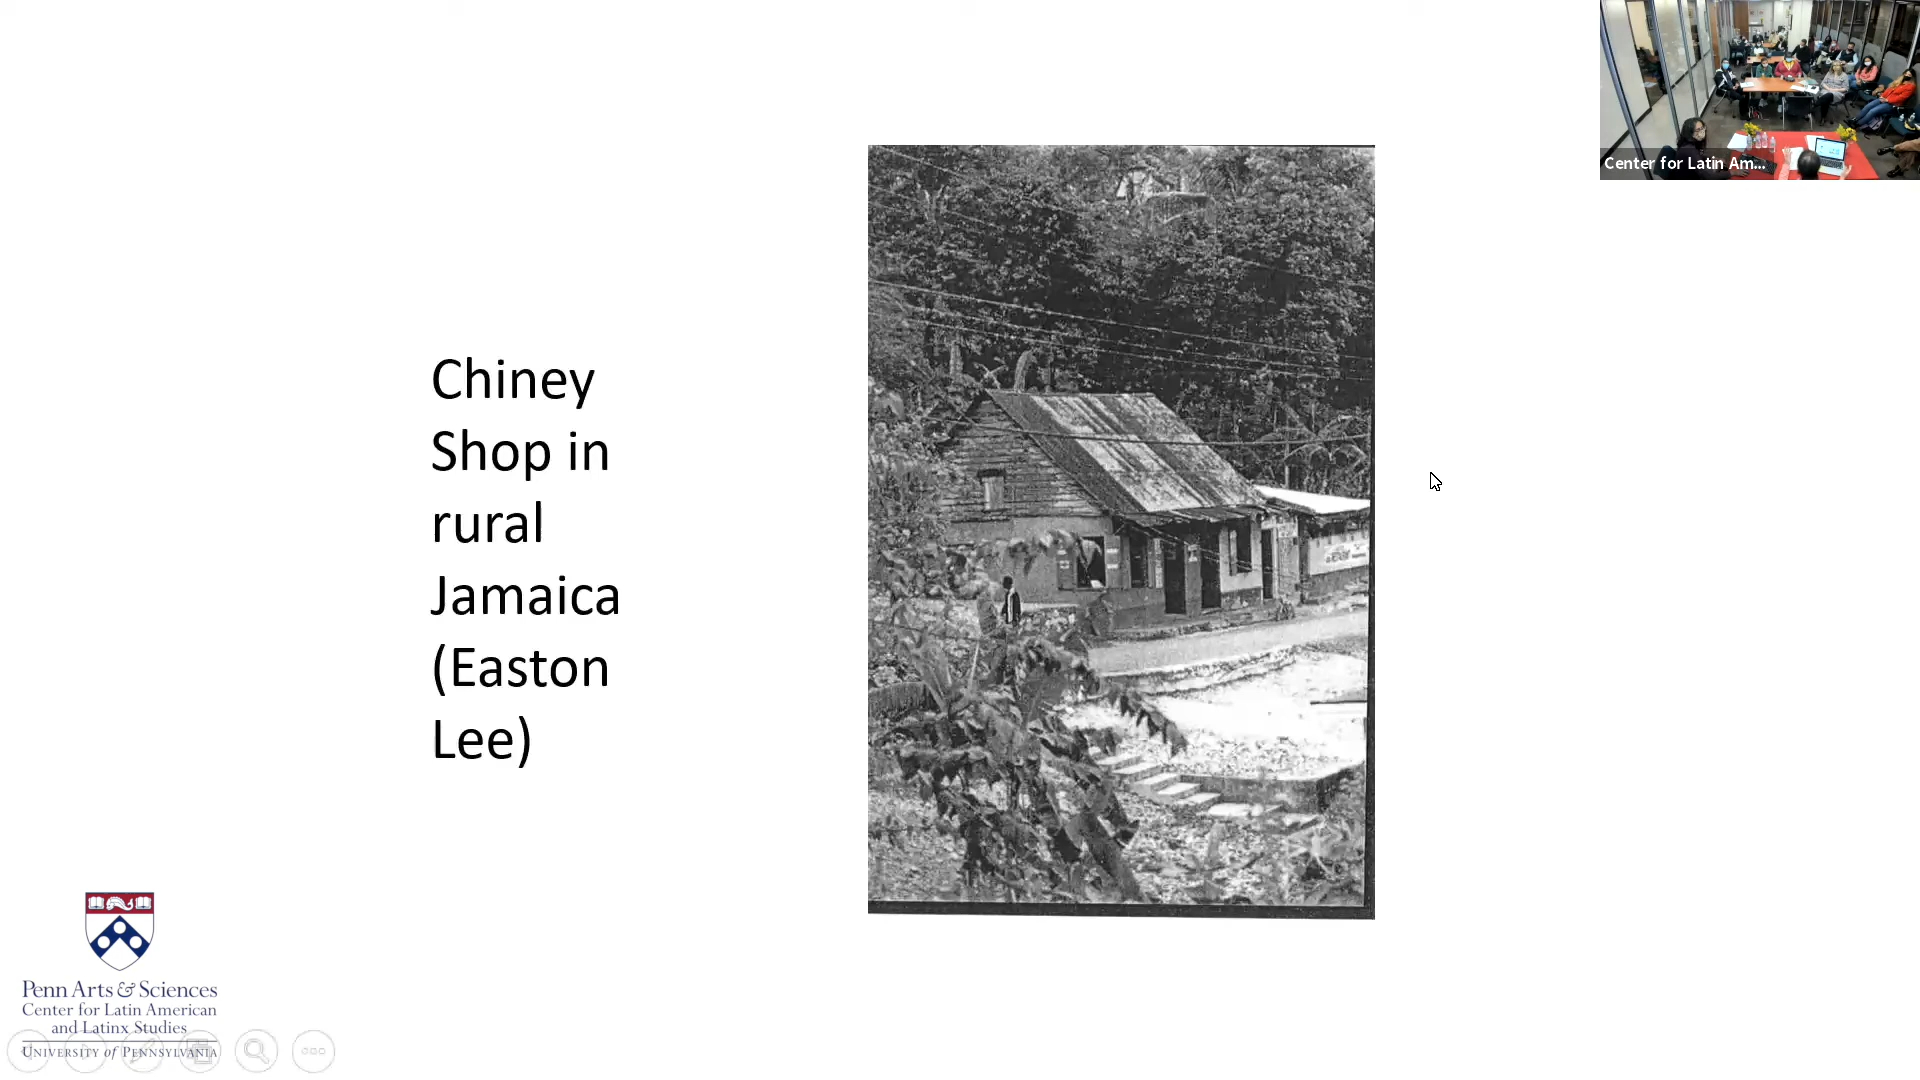 Center for Latin Am...
Chiney
Shop in
rural
Jamaica
(Easton
Lee)
Penn Arts & Sciences
Center for Latin American
and Latinx Studies
University of Pennsylvania